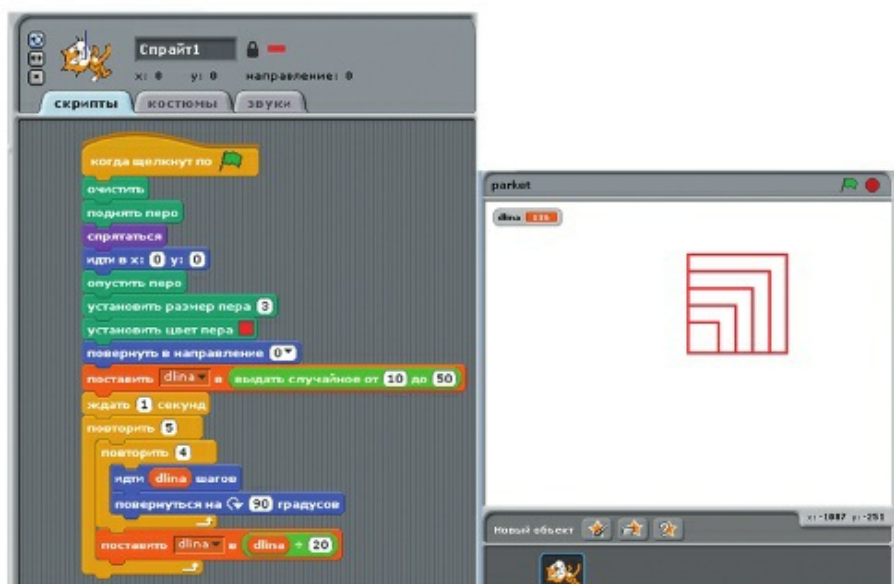 Спрайт1
x: 0 y: 0 направление: 0
скрипты костюмы звуки
когда щелкнут по
очистить
поднять перо
спрятаться
идти в x: 0 y: 0
опустить перо
установить размер пера 3
установить цвет пера
повернуть в направление 0
поставить dlina в выдать случайное от 10 до 50
ждать 1 секунд
повторить 5
повторить 4
идти dlina шагов
повернуться на 90 градусов
поставить dlina в dlina + 20
parket
dlina
Новый объект